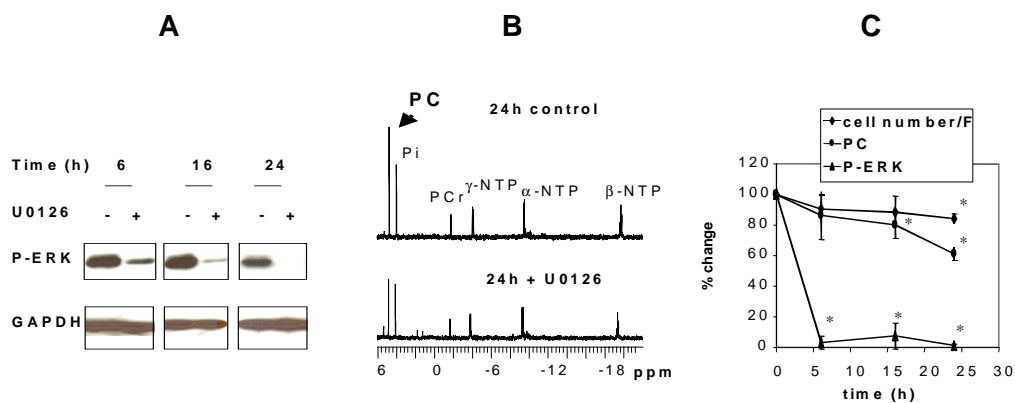 A
Time (h) 6 16 24
U0126 - + - + - +
P-ERK
GAPDH
B
24h control
PC
Pi
PCr
γ-NTP
α-NTP
β-NTP
24h + U0126
6 0 -6 -12 -18 ppm
C
cell number/F
PC
P-ERK
120
100
80
60
40
20
0
% change
* * *
* * *
0 5 10 15 20 25 30
time (h)